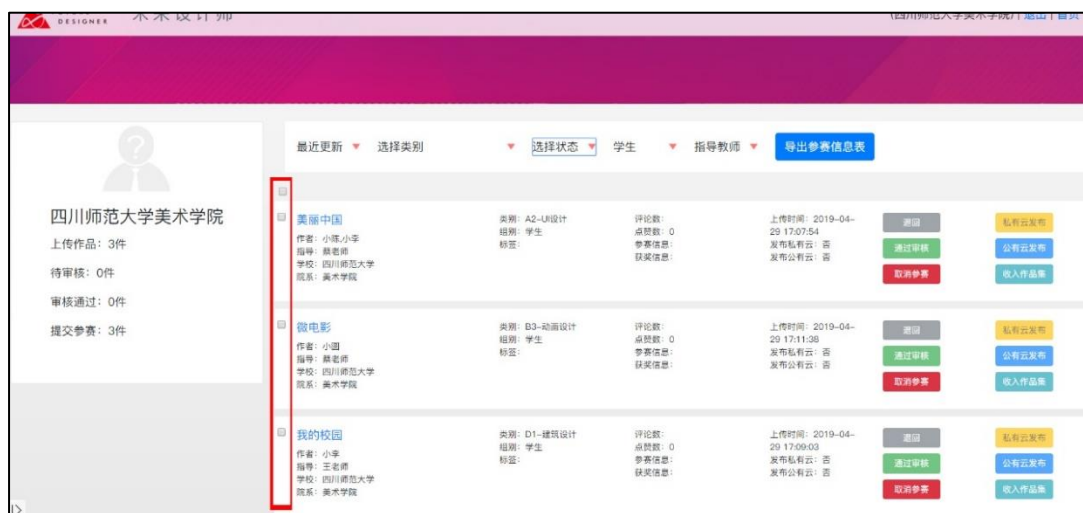 DESIGNER
未来设计师
(四川师范大学美术学院) | 退出 | 首页
四川师范大学美术学院
上传作品：3件
待审核：0件
审核通过：0件
提交参赛：3件
最近更新 选择类别 选择状态 学生 指导教师 导出参赛信息表
美丽中国
作者：小陈,小李
指导：蔡老师
学校：四川师范大学
院系：美术学院
类别：A2-UI设计
组别：学生
标签：
评论数：
点赞数：0
参赛信息：
获奖信息：
上传时间：2019-04-
29 17:07:54
发布私有云：否
发布公有云：否
退回
通过审核
取消参赛
私有云发布
公有云发布
收入作品集
微电影
作者：小圆
指导：蔡老师
学校：四川师范大学
院系：美术学院
类别：B3-动画设计
组别：学生
标签：
评论数：
点赞数：0
参赛信息：
获奖信息：
上传时间：2019-04-
29 17:11:38
发布私有云：否
发布公有云：否
退回
通过审核
取消参赛
私有云发布
公有云发布
收入作品集
我的校园
作者：小李
指导：王老师
学校：四川师范大学
院系：美术学院
类别：D1-建筑设计
组别：学生
标签：
评论数：
点赞数：0
参赛信息：
获奖信息：
上传时间：2019-04-
29 17:09:03
发布私有云：否
发布公有云：否
退回
通过审核
取消参赛
私有云发布
公有云发布
收入作品集